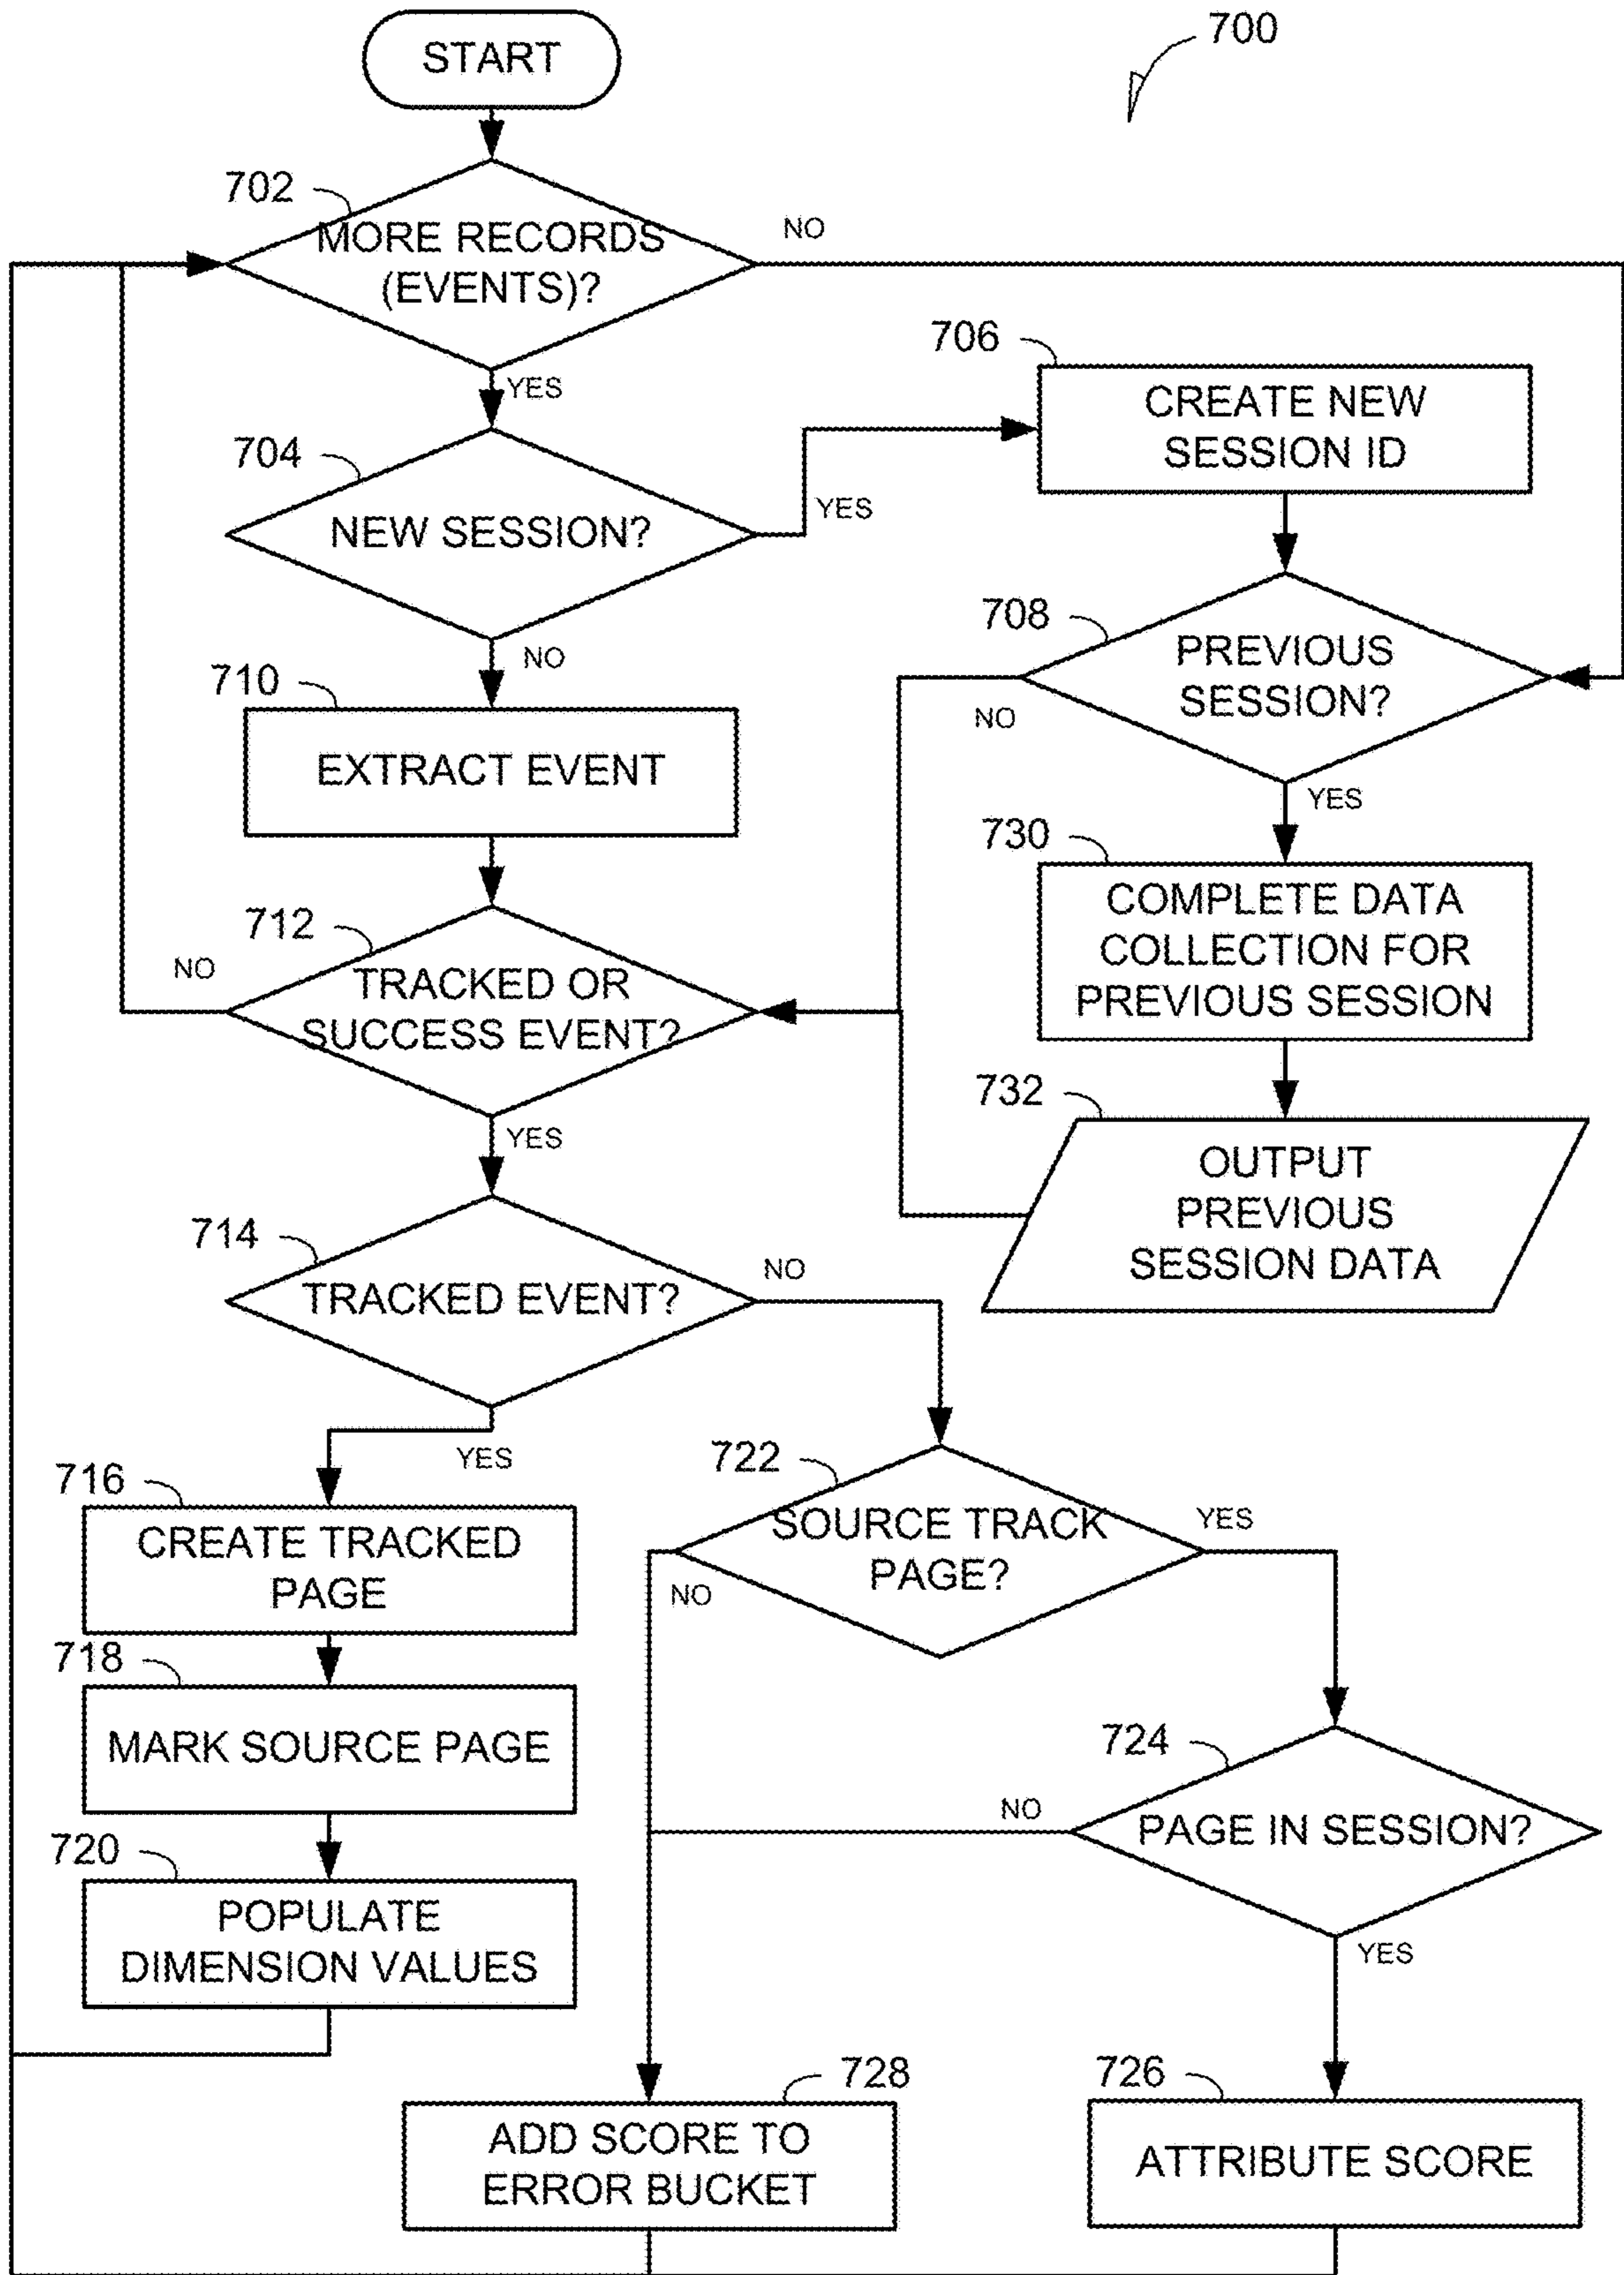 START
700
702
MORE RECORDS
(EVENTS)?
NO
YES
706
CREATE NEW
SESSION ID
704
NEW SESSION?
YES
NO
708
PREVIOUS
SESSION?
NO
YES
710
EXTRACT EVENT
730
COMPLETE DATA
COLLECTION FOR
PREVIOUS SESSION
712
TRACKED OR
SUCCESS EVENT?
NO
YES
732
OUTPUT
PREVIOUS
SESSION DATA
714
TRACKED EVENT?
NO
YES
716
CREATE TRACKED
PAGE
722
SOURCE TRACK
PAGE?
YES
NO
718
MARK SOURCE PAGE
724
PAGE IN SESSION?
NO
YES
720
POPULATE
DIMENSION VALUES
728
ADD SCORE TO
ERROR BUCKET
726
ATTRIBUTE SCORE